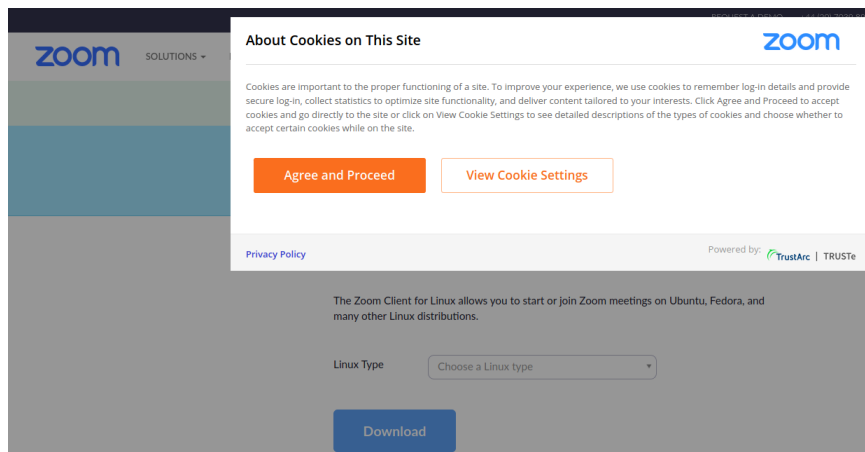 About Cookies on This Site
zoom
zoom
SOLUTIONS
Cookies are important to the proper functioning of a site. To improve your experience, we use cookies to remember log-in details and provide
secure log-in, collect statistics to optimize site functionality, and deliver content tailored to your interests. Click Agree and Proceed to accept
cookies and go directly to the site or click on View Cookie Settings to see detailed descriptions of the types of cookies and choose whether to
accept certain cookies while on the site.
Agree and Proceed
View Cookie Settings
Privacy Policy
Powered by: TrustArc | TRUSTe
The Zoom Client for Linux allows you to start or join Zoom meetings on Ubuntu, Fedora, and
many other Linux distributions.
Linux Type
Choose a Linux type
Download